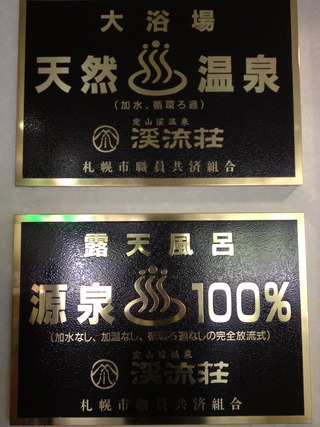 大浴場
天然♨温泉
(加水、循環ろ過)
定山渓温泉
渓流荘
札幌市職員共済組合
露天風呂
源泉♨100%
(加水なし、加温なし、循環ろ過なしの完全放流式)
定山渓温泉
渓流荘
札幌市職員共済組合